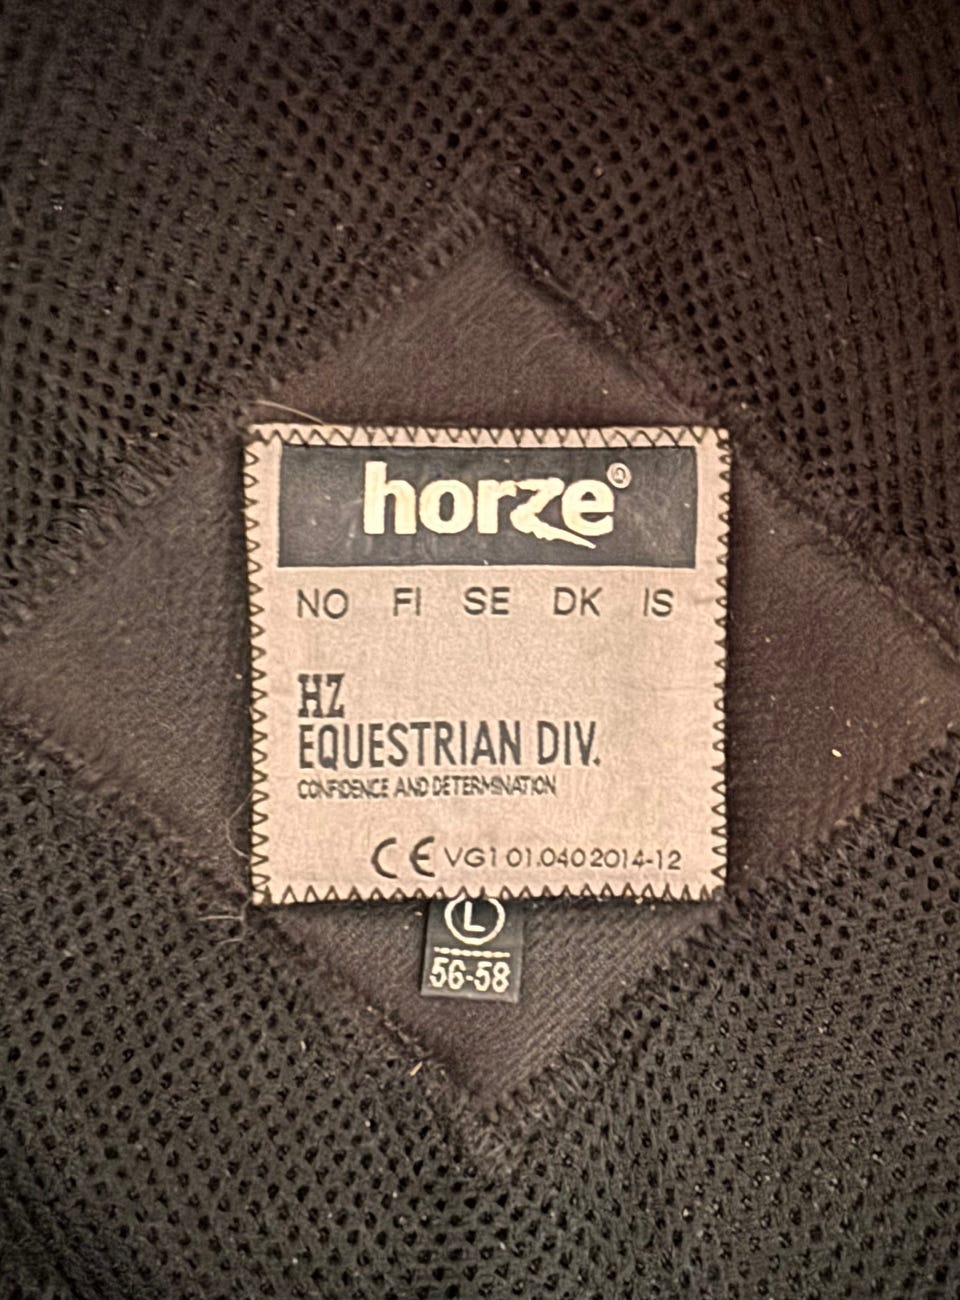 horze®
NO FI SE DK IS
HZ
EQUESTRIAN DIV.
CONFIDENCE AND DETERMINATION
CE VG1 01.040 2014-12
L
56-58